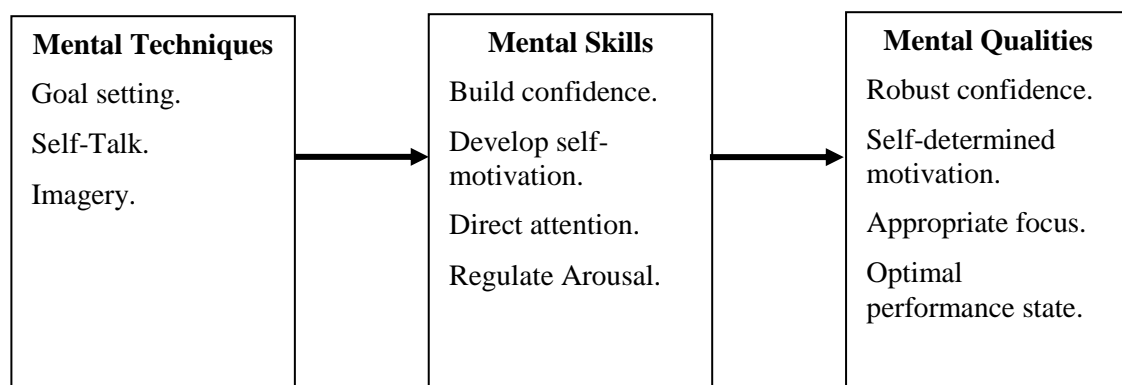 Mental Techniques
Goal setting.
Self-Talk.
Imagery.
Mental Skills
Build confidence.
Develop self-
motivation.
Direct attention.
Regulate Arousal.
Mental Qualities
Robust confidence.
Self-determined
motivation.
Appropriate focus.
Optimal
performance state.